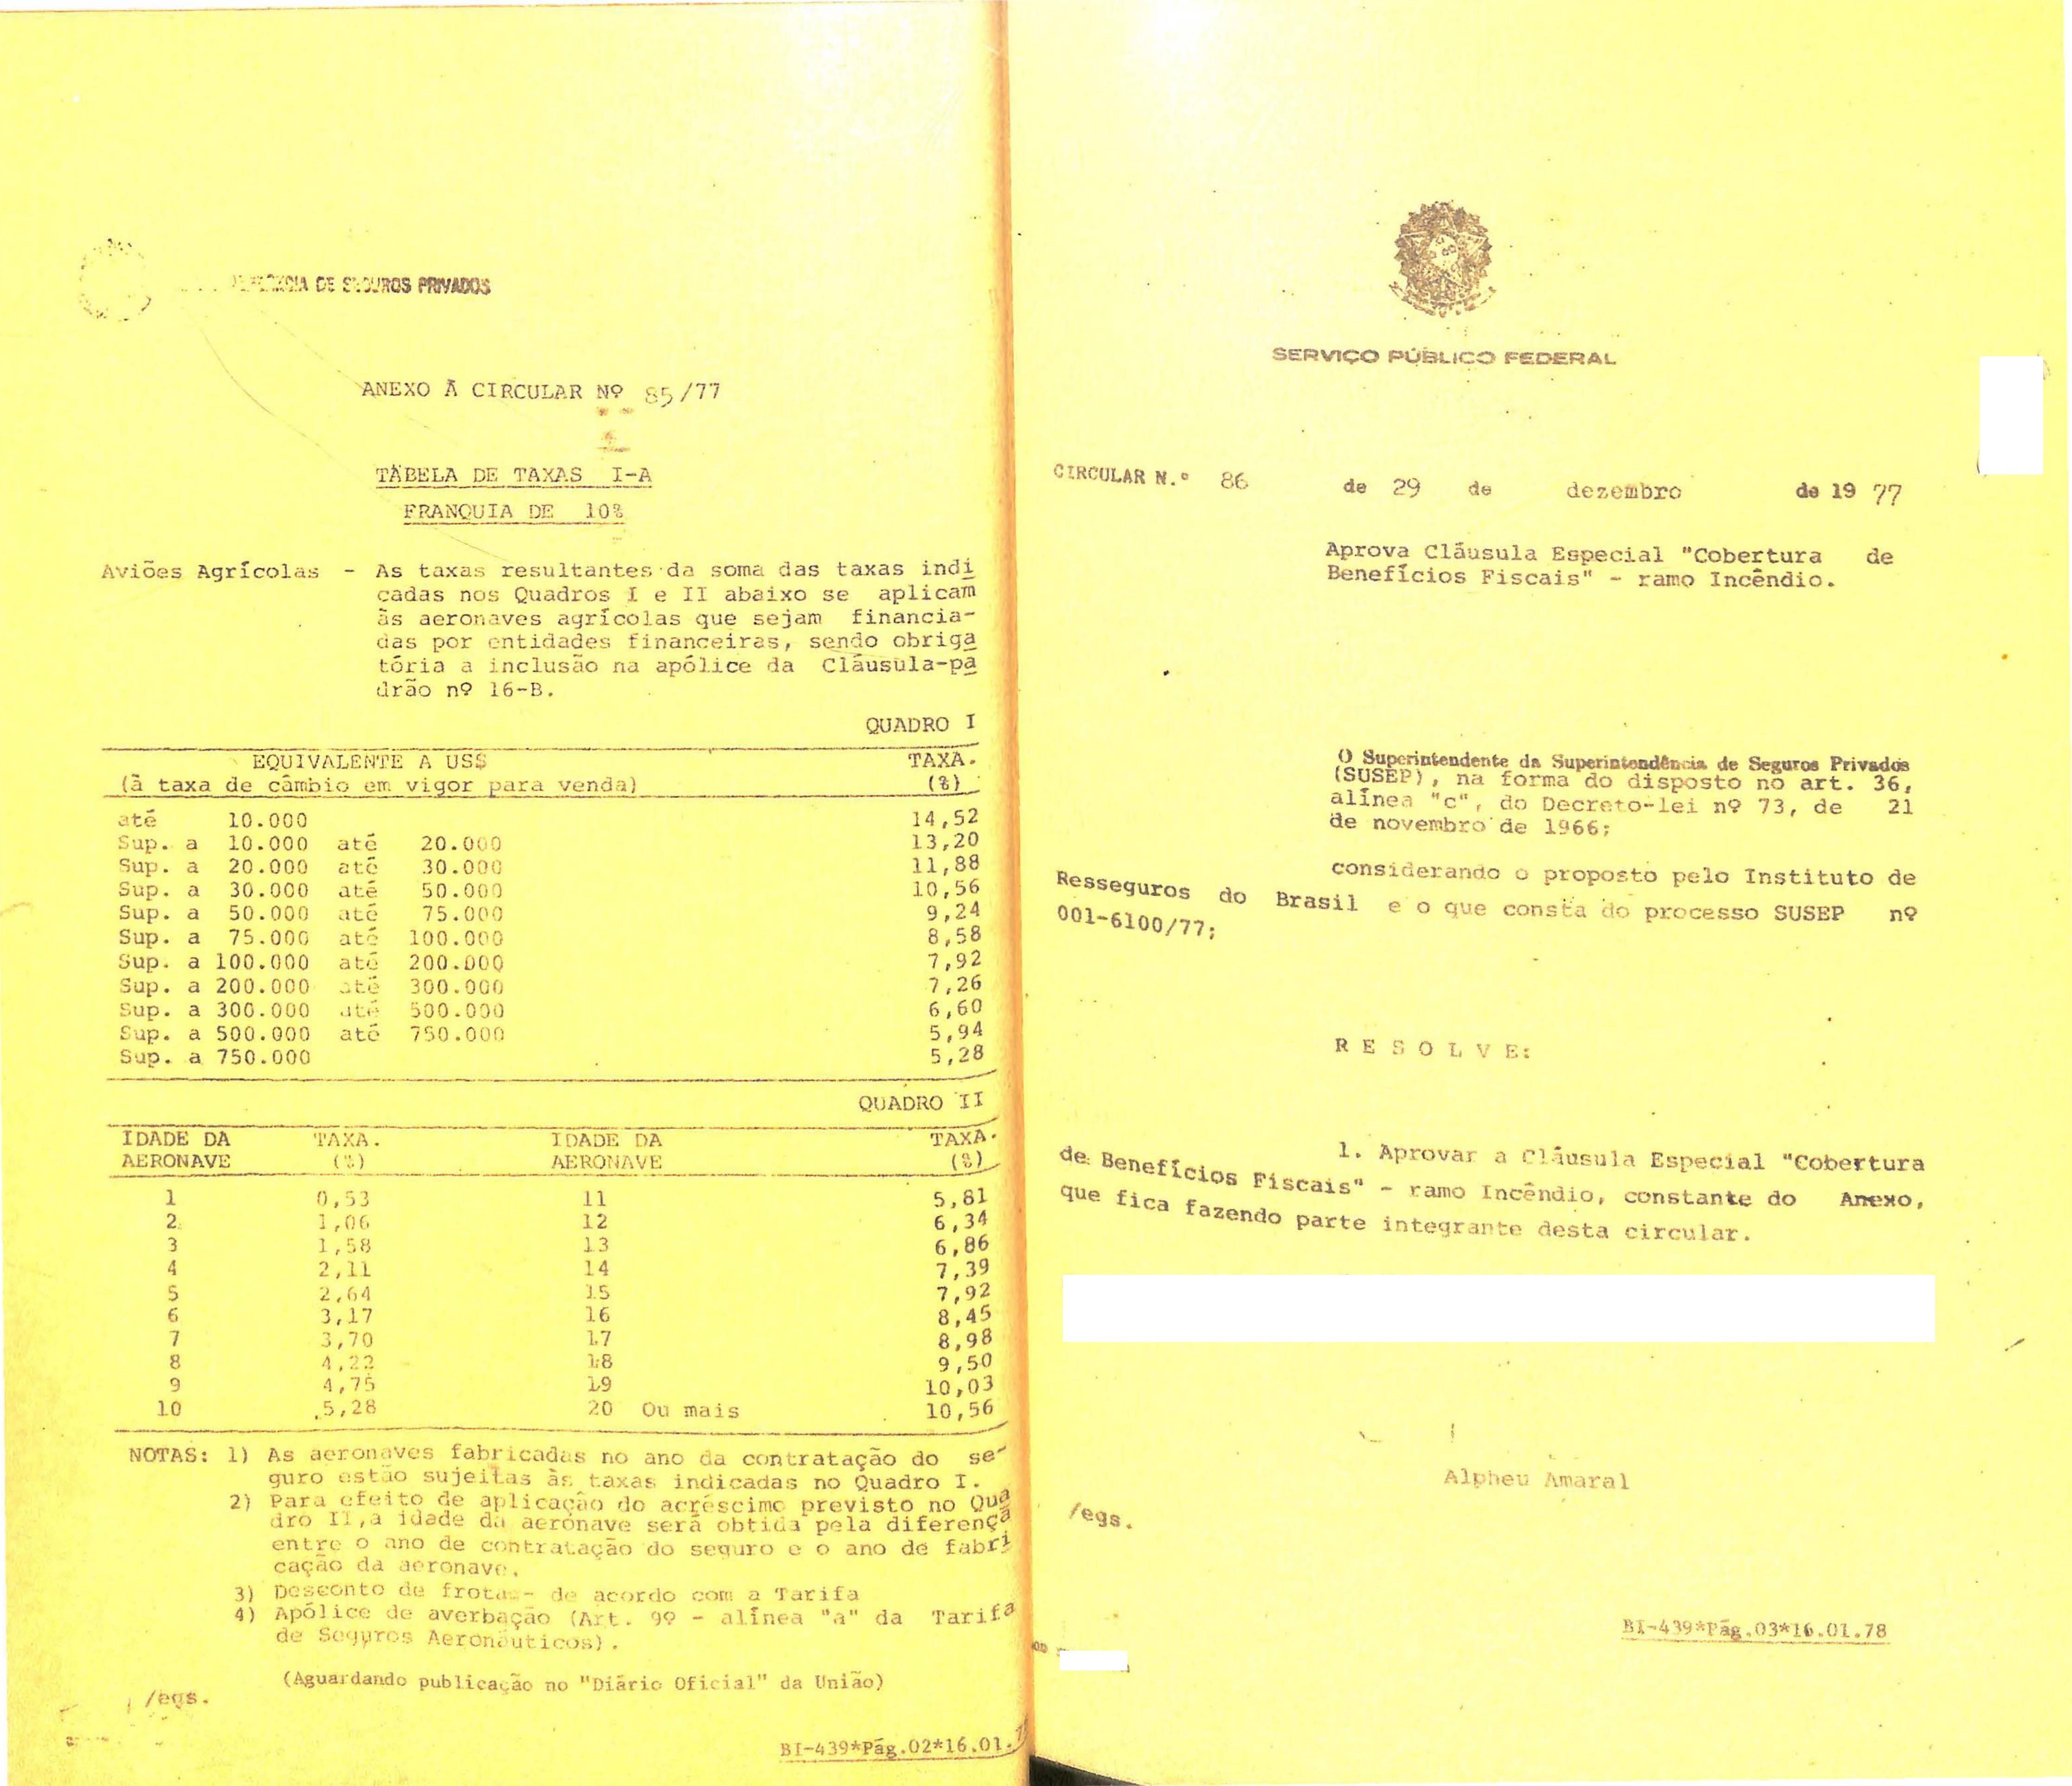 DE SEGUROS PRIVADOS
ANEXO À CIRCULAR Nº 85/77
TABELA DE TAXAS I-A
FRANQUIA DE 10%
Aviões Agrícolas - As taxas resultantes da soma das taxas indi
cadas nos Quadros I e II abaixo se aplicam
às aeronaves agrícolas que sejam financia-
das por entidades financeiras, sendo obriga
tória a inclusão na apólice da Cláusula-pa
drão nº 16-B.
QUADRO I
EQUIVALENTE A US$ TAXA.
(à taxa de câmbio em vigor para venda) (%)
até 10.000 14,52
Sup. a 10.000 até 20.000 13,20
Sup. a 20.000 até 30.000 11,88
Sup. a 30.000 até 50.000 10,56
Sup. a 50.000 até 75.000 9,24
Sup. a 75.000 até 100.000 8,58
Sup. a 100.000 até 200.000 7,92
Sup. a 200.000 até 300.000 7,26
Sup. a 300.000 até 500.000 6,60
Sup. a 500.000 até 750.000 5,94
Sup. a 750.000 5,28
QUADRO II
IDADE DA TAXA. IDADE DA TAXA.
AERONAVE (%) AERONAVE (%)
1 0,53 11 5,81
2 1,06 12 6,34
3 1,58 13 6,86
4 2,11 14 7,39
5 2,64 15 7,92
6 3,17 16 8,45
7 3,70 17 8,98
8 4,22 18 9,50
9 4,75 19 10,03
10 5,28 20 Ou mais 10,56
NOTAS: 1) As aeronaves fabricadas no ano da contratação do se-
guro estão sujeitas às taxas indicadas no Quadro I.
2) Para efeito de aplicação do acréscimo previsto no Qua
dro II,a idade da aeronave será obtida pela diferença
entre o ano de contratação do seguro e o ano de fabri
cação da aeronave.
3) Desconto de frota - de acordo com a Tarifa
4) Apólice de averbação (Art. 9º - alínea "a" da Tarifa
de Seguros Aeronáuticos).
(Aguardando publicação no "Diário Oficial" da União)
/egs.
BI-439*Pág.02*16.01.
SERVIÇO PÚBLICO FEDERAL
CIRCULAR N.º 86 de 29 de dezembro de 19 77
Aprova Cláusula Especial "Cobertura de
Benefícios Fiscais" - ramo Incêndio.
O Superintendente da Superintendência de Seguros Privados
(SUSEP), na forma do disposto no art. 36,
alínea "c", do Decreto-lei nº 73, de 21
de novembro de 1966;
considerando o proposto pelo Instituto de
Resseguros do Brasil e o que consta do processo SUSEP nº
001-6100/77;
R E S O L V E:
1. Aprovar a Cláusula Especial "Cobertura
de Benefícios Fiscais" - ramo Incêndio, constante do Anexo,
que fica fazendo parte integrante desta circular.
Alpheu Amaral
/egs.
BI-439*Pág.03*16.01.78